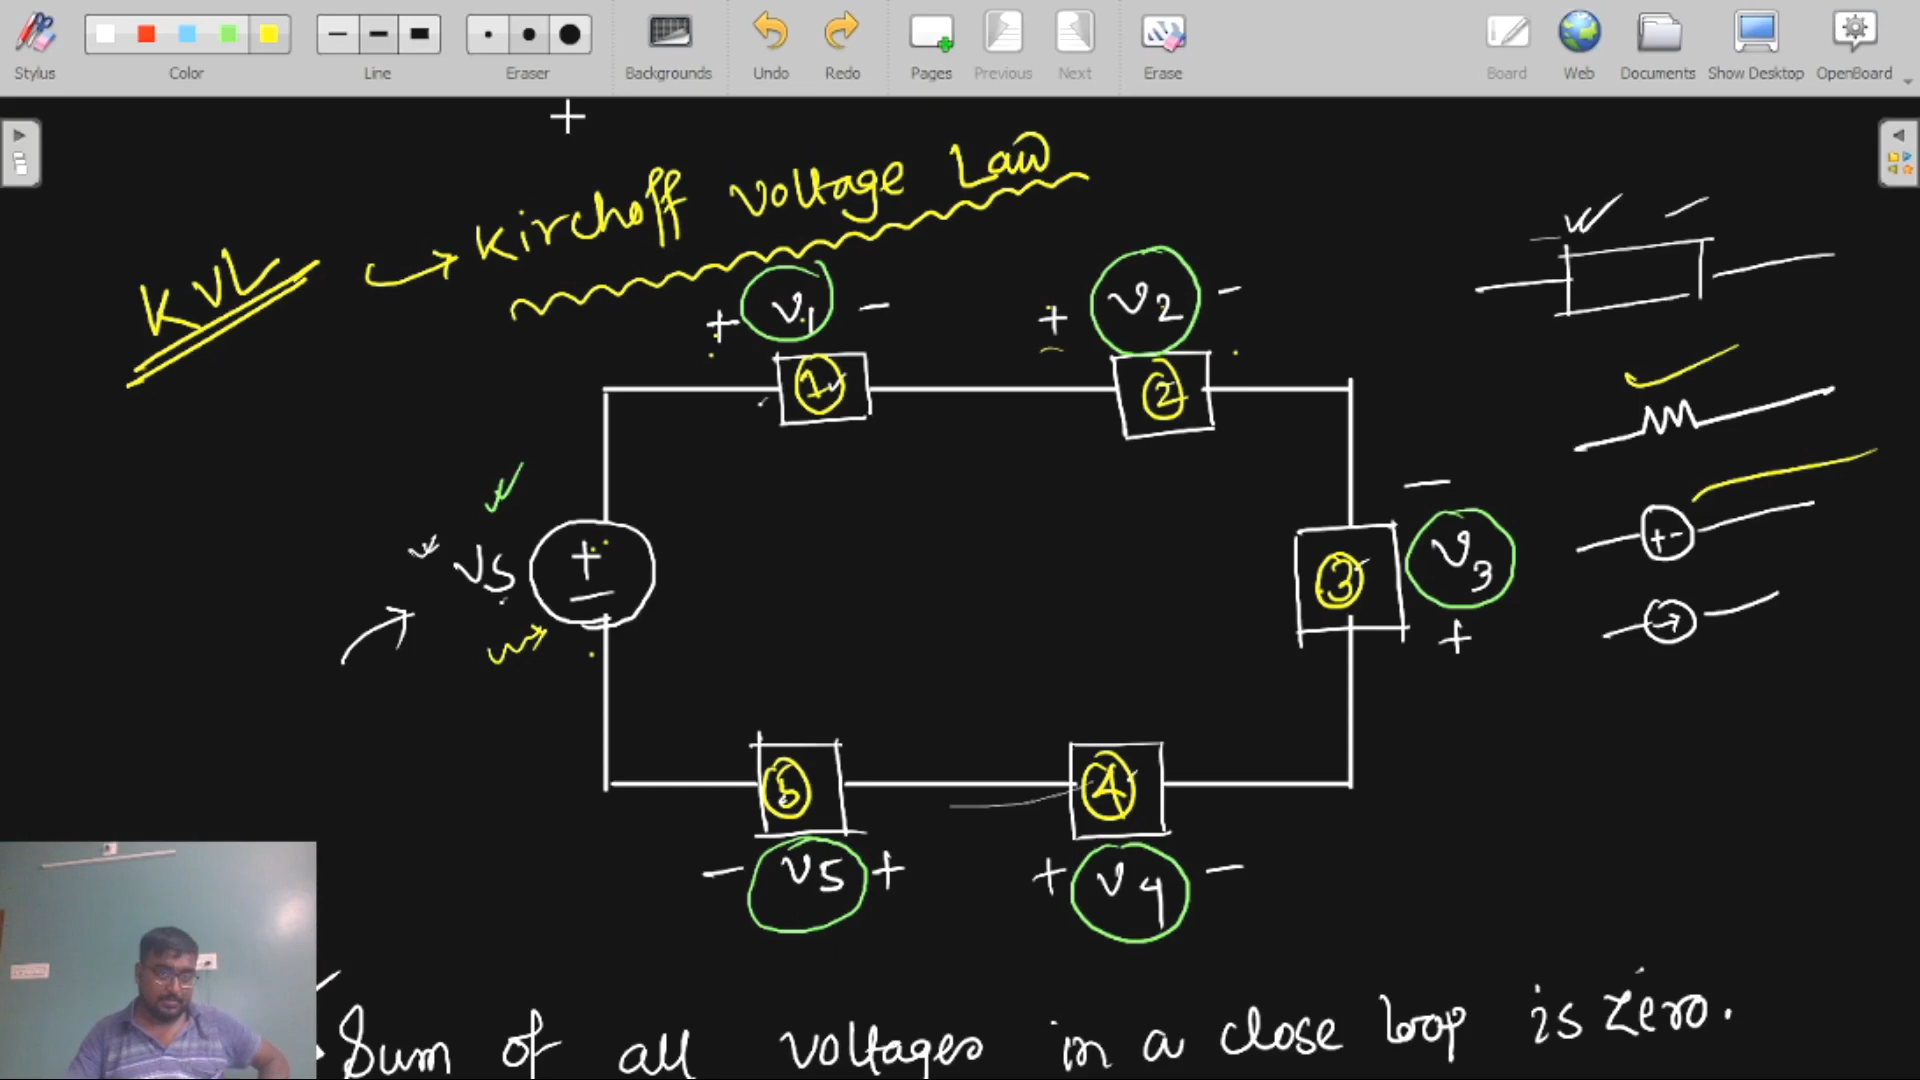 Stylus
Color
Line
Eraser
Backgrounds
Undo
Redo
Pages
Previous
Next
Erase
Board
Web
Documents
Show Desktop
OpenBoard
KVL → Kirchoff Voltage Law
+ V1 -
+ V2 -
1
2
Vs
+
-
3
-
V3
+
+ -
→
5
4
- V5 +
+ V4 -
Sum of all voltages in a close loop is zero.